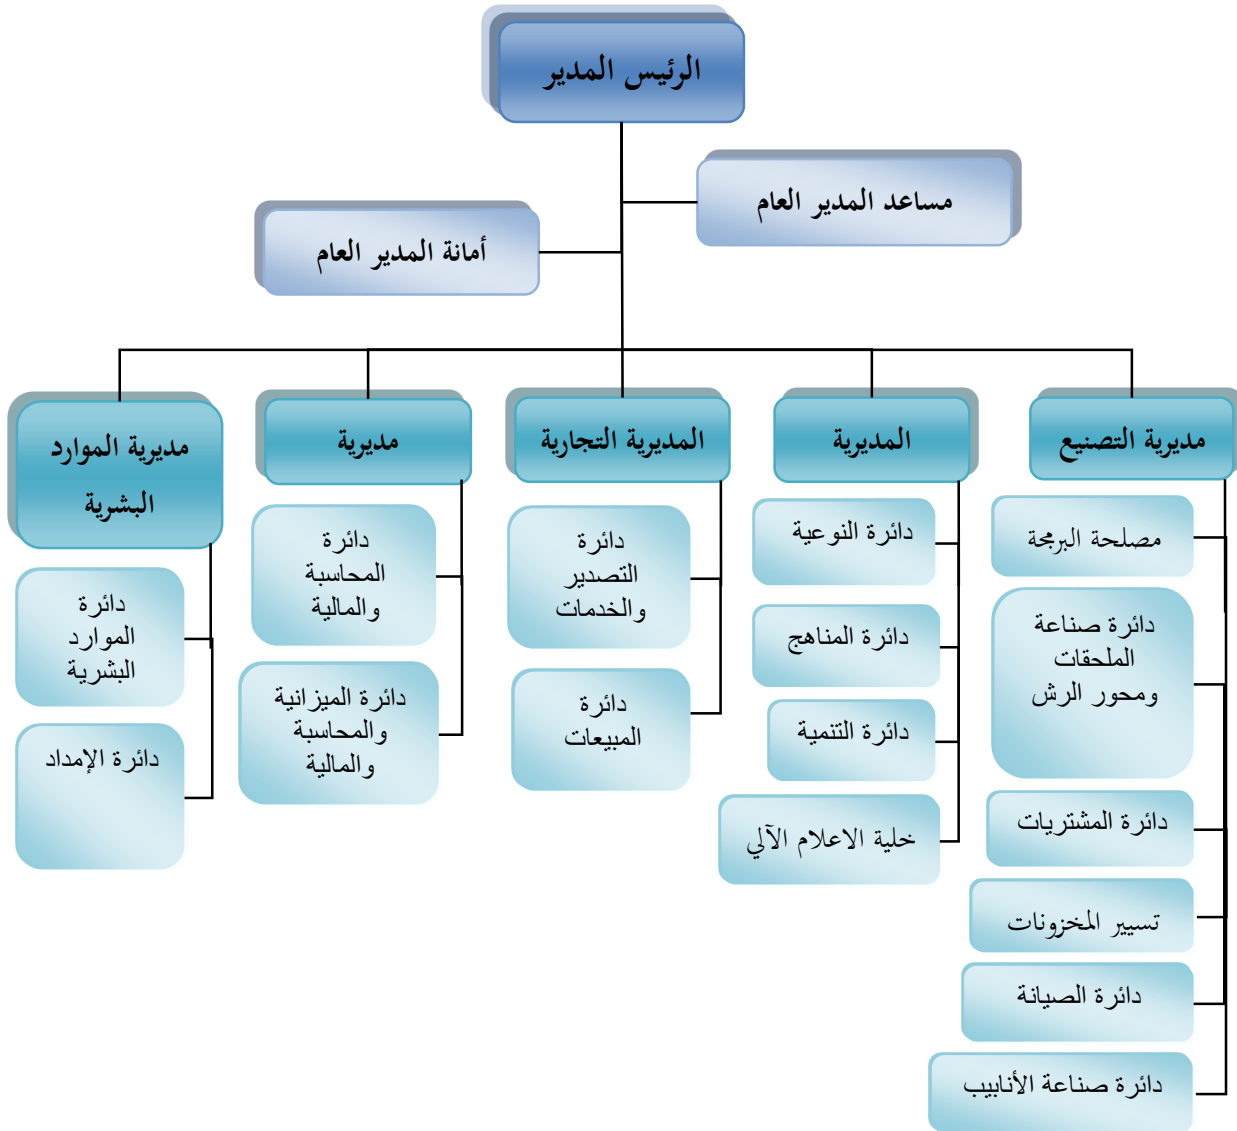 الرئيس المدير
مساعد المدير العام
أمانة المدير العام
مديرية التصنيع
المديرية
المديرية التجارية
مديرية
مديرية الموارد
البشرية
مصلحة البرمجة
دائرة صناعة
الملحقات
ومحور الرش
دائرة المشتريات
تسيير المخزونات
دائرة الصيانة
دائرة صناعة الأنابيب
دائرة النوعية
دائرة المناهج
دائرة التنمية
خلية الاعلام الآلي
دائرة
التصدير
والخدمات
دائرة
المبيعات
دائرة
المحاسبة
والمالية
دائرة الميزانية
والمحاسبة
والمالية
دائرة
الموارد
البشرية
دائرة الإمداد